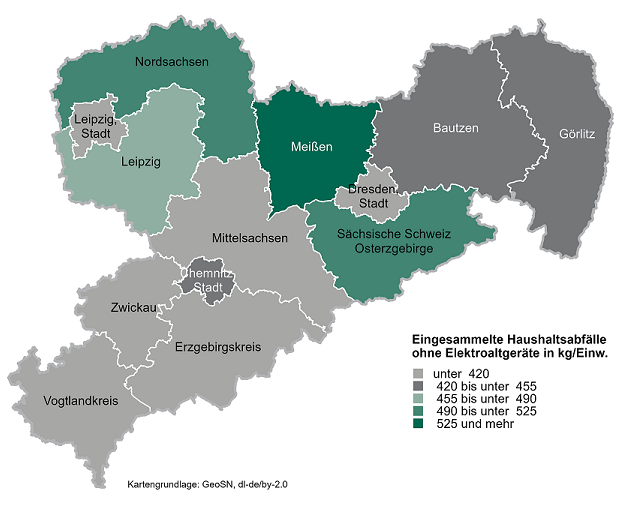 Nordsachsen
Leipzig,
Stadt
Leipzig
Meißen
Bautzen
Görlitz
Dresden,
Stadt
Sächsische Schweiz
Osterzgebirge
Mittelsachsen
Chemnitz,
Stadt
Zwickau
Erzgebirgskreis
Vogtlandkreis
Eingesammelte Haushaltsabfälle
ohne Elektroaltgeräte in kg/Einw.
unter 420
420 bis unter 455
455 bis unter 490
490 bis unter 525
525 und mehr
Kartengrundlage: GeoSN, dl-de/by-2.0